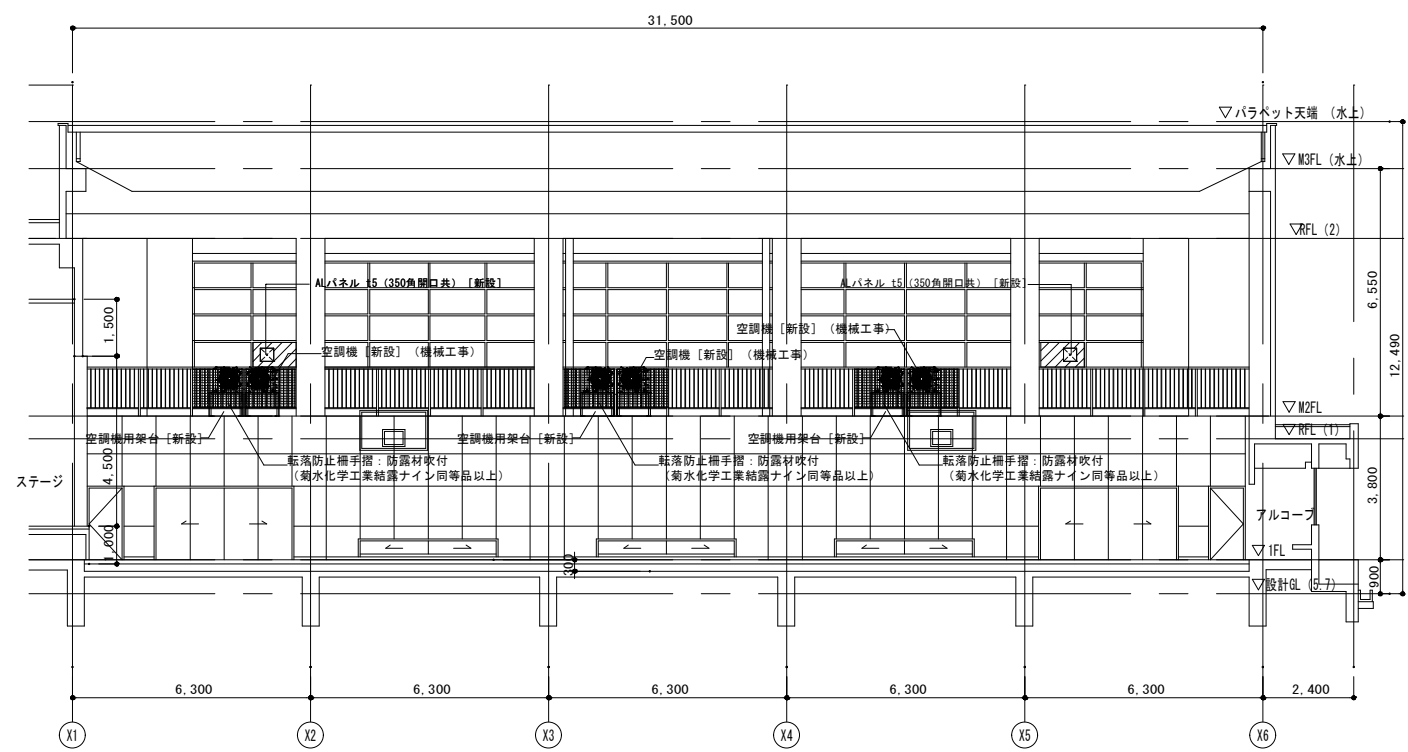 31,500
▽パラペット天端 (水上)
▽M3FL (水上)
▽RFL (2)
ALパネル t5 (350角開口共) [新設]
ALパネル t5 (350角開口共) [新設]
1,500
6,550
12,490
空調機 [新設] (機械工事)
空調機 [新設] (機械工事)
空調機 [新設] (機械工事)
▽M2FL
▽RFL (1)
空調機用架台 [新設]
空調機用架台 [新設]
空調機用架台 [新設]
転落防止柵手摺：防露材吹付
(菊水化学工業結露ナイン同等品以上)
転落防止柵手摺：防露材吹付
(菊水化学工業結露ナイン同等品以上)
転落防止柵手摺：防露材吹付
(菊水化学工業結露ナイン同等品以上)
4,500
3,800
ステージ
アルコーブ
1,000
▽1FL
300
900
▽設計GL (5.7)
6,300
6,300
6,300
6,300
6,300
2,400
X1
X2
X3
X4
X5
X6